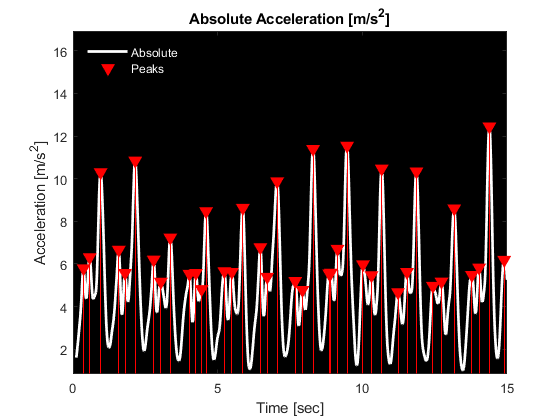 Absolute Acceleration [m/s²]
Absolute
Peaks
16
14
12
10
8
6
4
2
Acceleration [m/s²]
0
5
10
15
Time [sec]